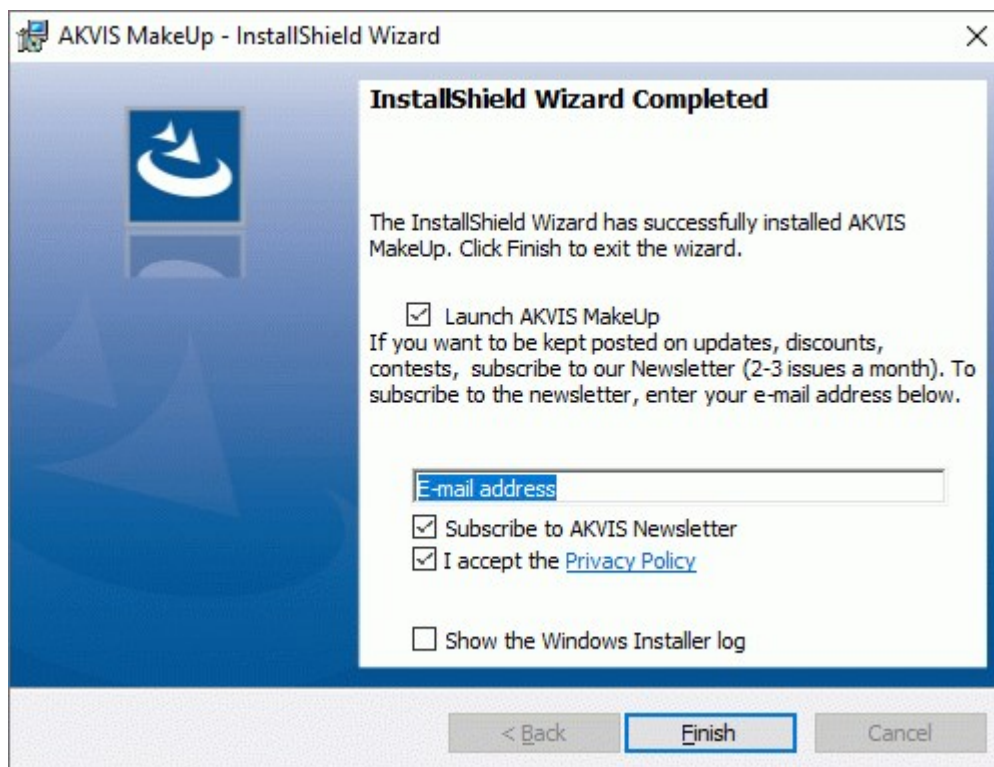 AKVIS MakeUp - InstallShield Wizard
InstallShield Wizard Completed
The InstallShield Wizard has successfully installed AKVIS
MakeUp. Click Finish to exit the wizard.
Launch AKVIS MakeUp
If you want to be kept posted on updates, discounts,
contests,  subscribe to our Newsletter (2-3 issues a month). To
subscribe to the newsletter, enter your e-mail address below.
E-mail address
Subscribe to AKVIS Newsletter
I accept the Privacy Policy
Show the Windows Installer log
< Back
Finish
Cancel